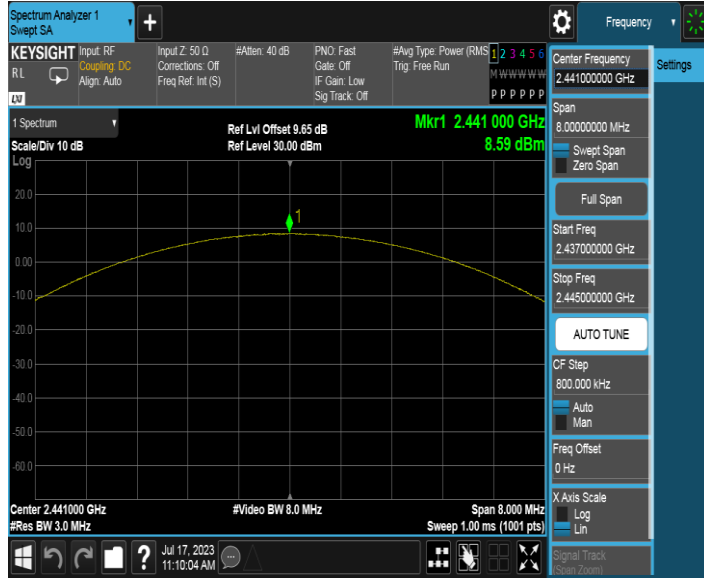 Spectrum Analyzer 1
Swept SA
+
Frequency
KEYSIGHT
RL
LXI
Input: RF
Coupling: DC
Align: Auto
Input Z: 50 Ω
Corrections: Off
Freq Ref: Int (S)
#Atten: 40 dB
PNO: Fast
Gate: Off
IF Gain: Low
Sig Track: Off
#Avg Type: Power (RMS
Trig: Free Run
1 2 3 4 5 6
M W W W W W
P P P P P P
1 Spectrum
Scale/Div 10 dB
Ref Lvl Offset 9.65 dB
Ref Level 30.00 dBm
Mkr1 2.441 000 GHz
8.59 dBm
Log
1
20.0
10.0
0.00
-10.0
-20.0
-30.0
-40.0
-50.0
-60.0
Center 2.441000 GHz
#Res BW 3.0 MHz
#Video BW 8.0 MHz
Span 8.000 MHz
Sweep 1.00 ms (1001 pts)
?
Jul 17, 2023
11:10:04 AM
Center Frequency
2.441000000 GHz
Span
8.00000000 MHz
Swept Span
Zero Span
Full Span
Start Freq
2.437000000 GHz
Stop Freq
2.445000000 GHz
AUTO TUNE
CF Step
800.000 kHz
Auto
Man
Freq Offset
0 Hz
X Axis Scale
Log
Lin
Signal Track
(Span Zoom)
Settings